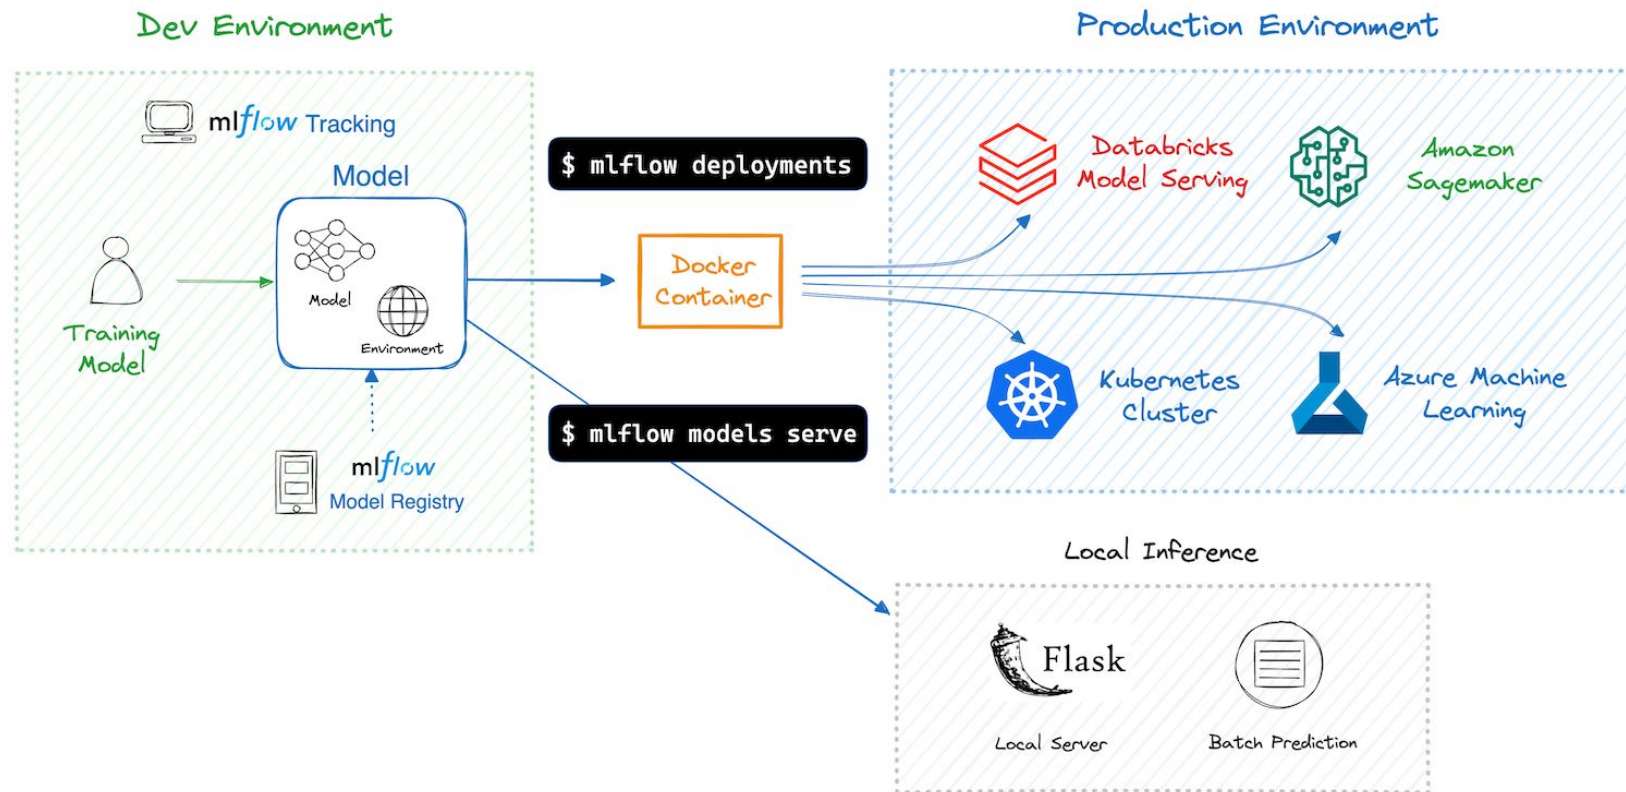 Dev Environment
Production Environment
mlflow Tracking
Model
Model
Environment
Training
Model
mlflow
Model Registry
$ mlflow deployments
Docker
Container
$ mlflow models serve
Databricks
Model Serving
Amazon
Sagemaker
Kubernetes
Cluster
Azure Machine
Learning
Local Inference
Flask
Local Server
Batch Prediction